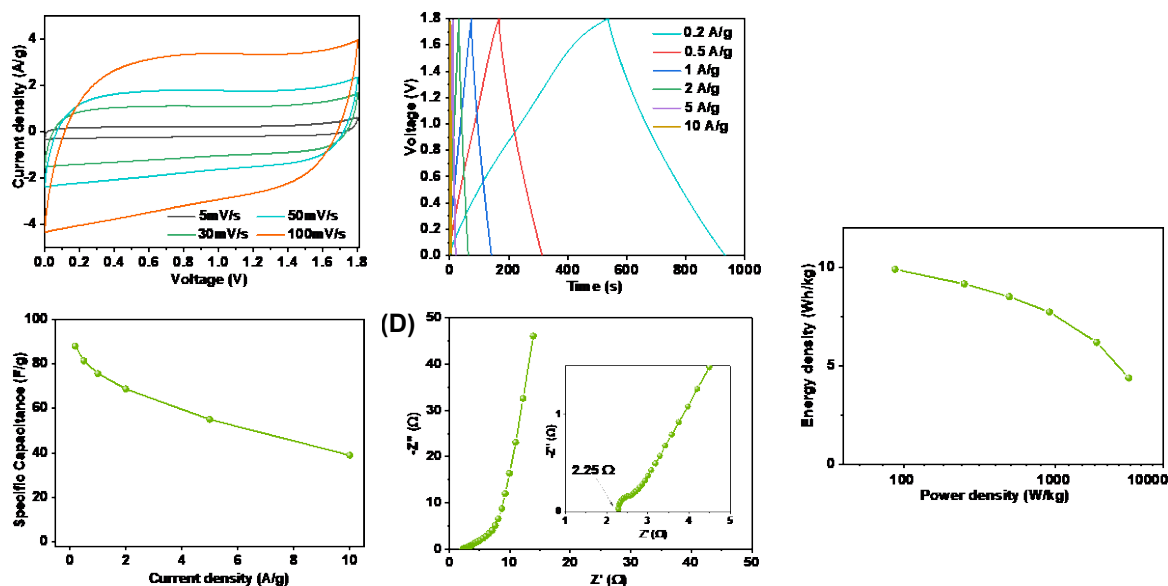 Current density (A/g)
4
2
0
-2
-4
5mV/s 50mV/s
30mV/s 100mV/s
0.0 0.2 0.4 0.6 0.8 1.0 1.2 1.4 1.6 1.8
Voltage (V)
Voltage (V)
1.8
1.6
1.4
1.2
1.0
0.8
0.6
0.4
0.2
0.0
0.2 A/g
0.5 A/g
1 A/g
2 A/g
5 A/g
10 A/g
0 200 400 600 800 1000
Time (s)
Specific Capacitance (F/g)
100
80
60
40
20
0
0 2 4 6 8 10
Current density (A/g)
(D)
-Z'' (Ω)
50
40
30
20
10
0
0 10 20 30 40 50
Z' (Ω)
-Z'' (Ω)
1
0
2.25 Ω
1 2 3 4 5
Z' (Ω)
Energy density (Wh/kg)
10
5
0
100 1000 10000
Power density (W/kg)